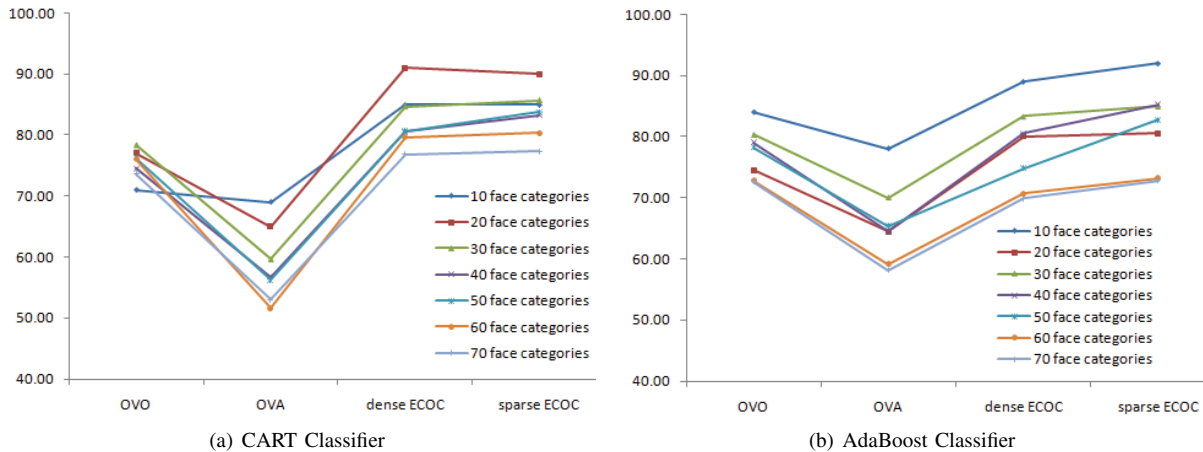 100.00
90.00
80.00
70.00
60.00
50.00
40.00
OVO
OVA
dense ECOC
sparse ECOC
10 face categories
20 face categories
30 face categories
40 face categories
50 face categories
60 face categories
70 face categories
(a) CART Classifier
100.00
90.00
80.00
70.00
60.00
50.00
40.00
OVO
OVA
dense ECOC
sparse ECOC
10 face categories
20 face categories
30 face categories
40 face categories
50 face categories
60 face categories
70 face categories
(b) AdaBoost Classifier